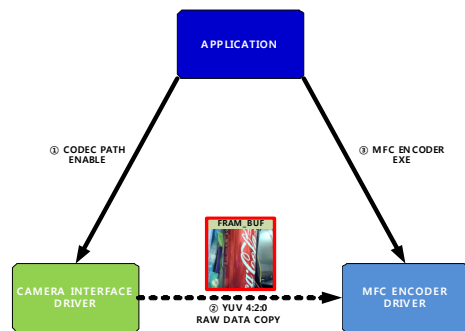 APPLICATION
① CODEC PATH
ENABLE
③ MFC ENCODER
EXE
FRAM_BUF
CAMERA INTERFACE
DRIVER
② YUV 4:2:0
RAW DATA COPY
MFC ENCODER
DRIVER